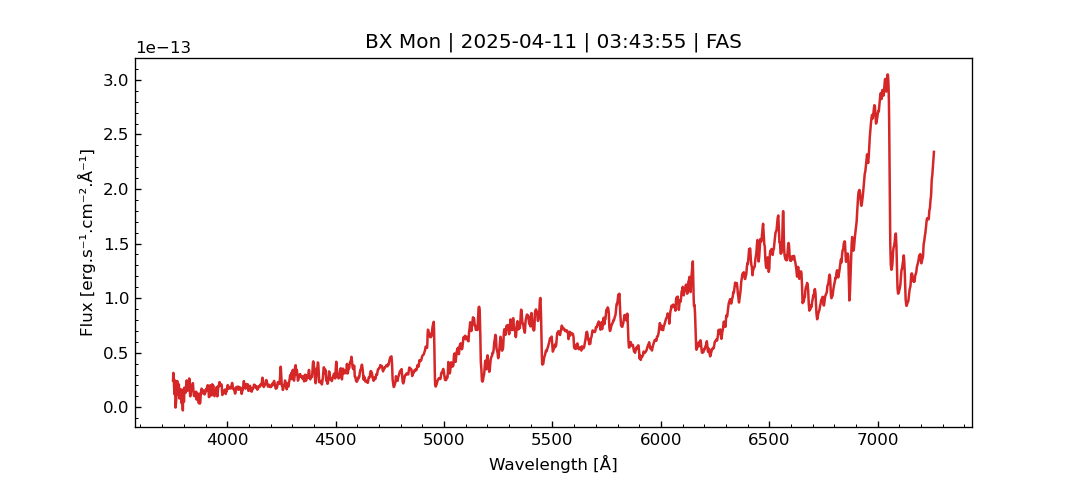 BX Mon | 2025-04-11 | 03:43:55 | FAS
1e−13
3.0
2.5
2.0
1.5
1.0
0.5
0.0
Flux [erg.s⁻¹.cm⁻².Å⁻¹]
4000 4500 5000 5500 6000 6500 7000
Wavelength [Å]